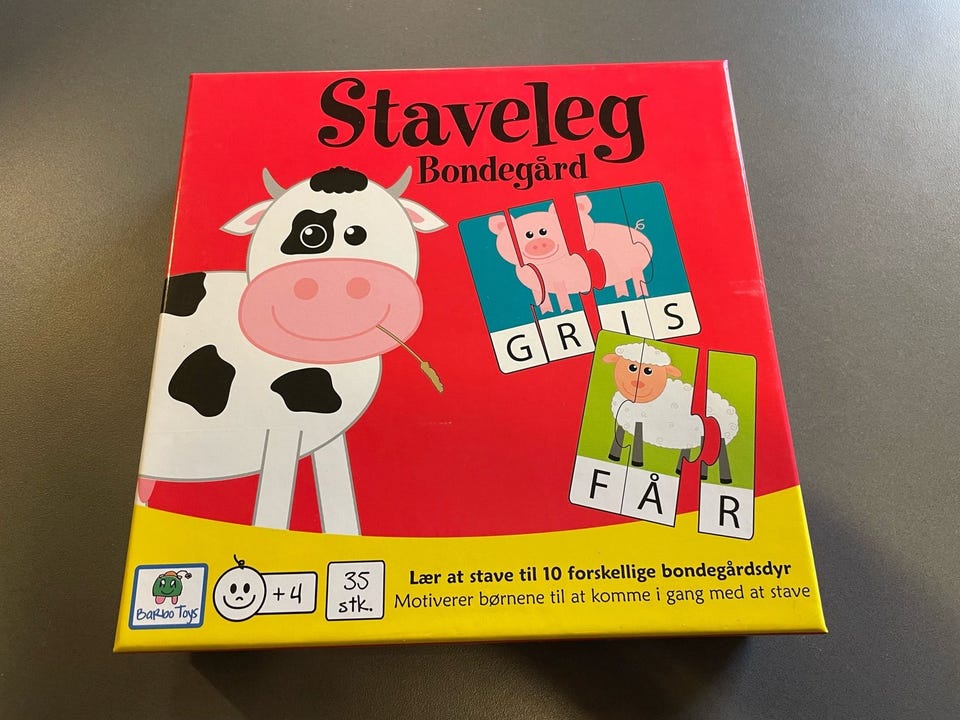 Staveleg
Bondegård
G R I S
F Å R
Lær at stave til 10 forskellige bondegårdsdyr
Motiverer børnene til at komme i gang med at stave
BaRbo Toys
+4
35
stk.